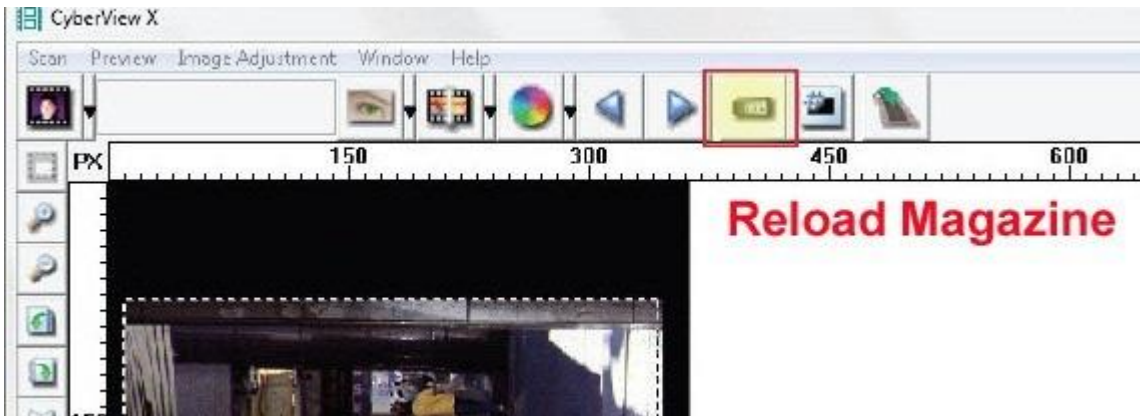 CyberView X
Scan Preview Image Adjustment Window Help
PX 150 300 450 600
Reload Magazine